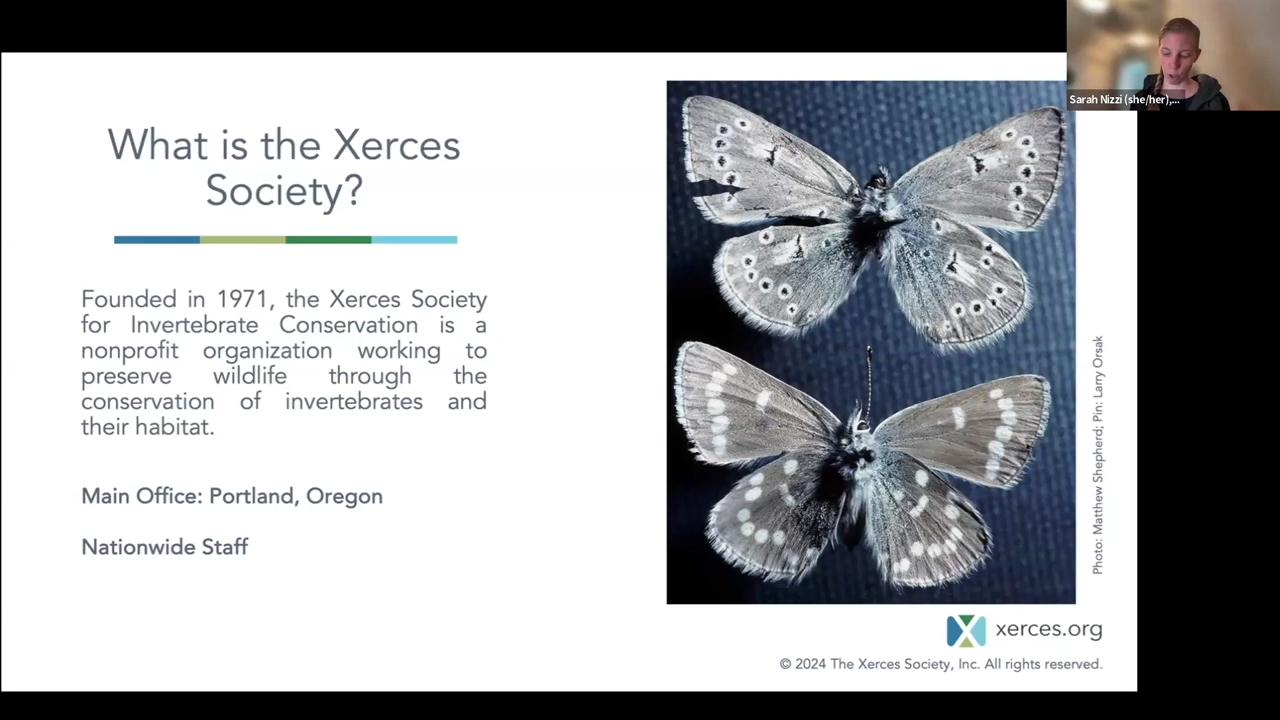 What is the Xerces
Society?
Founded in 1971, the Xerces Society
for Invertebrate Conservation is a
nonprofit organization working to
preserve wildlife through the
conservation of invertebrates and
their habitat.
Main Office: Portland, Oregon
Nationwide Staff
Photo: Matthew Shepherd; Pin: Larry Orsak
xerces.org
© 2024 The Xerces Society, Inc. All rights reserved.
Sarah Nizzi (she/her),...